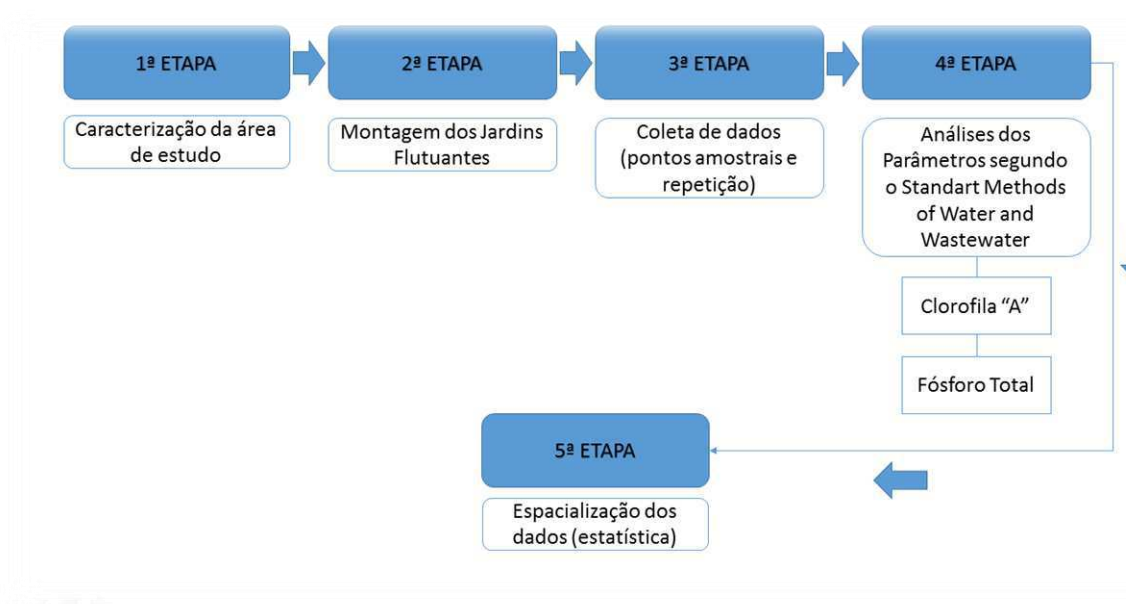 1ª ETAPA
Caracterização da área
de estudo
2ª ETAPA
Montagem dos Jardins
Flutuantes
3ª ETAPA
Coleta de dados
(pontos amostrais e
repetição)
4ª ETAPA
Análises dos
Parâmetros segundo
o Standart Methods
of Water and
Wastewater
Clorofila “A”
Fósforo Total
5ª ETAPA
Espacialização dos
dados (estatística)